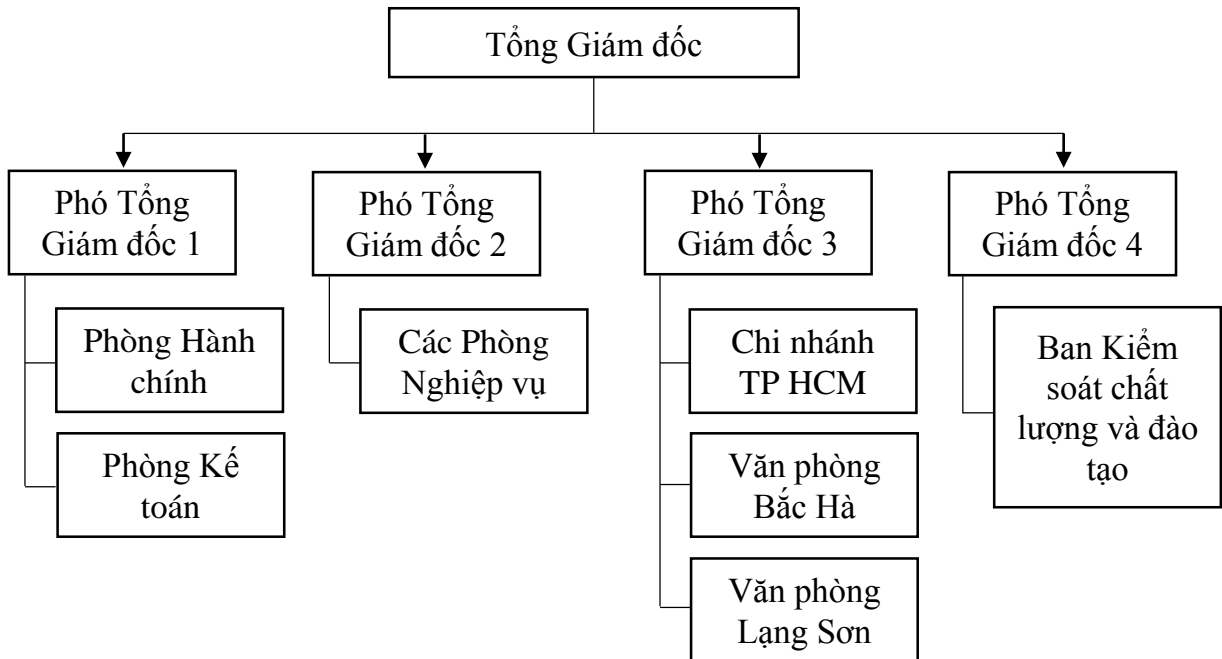 Tổng Giám đốc
Phó Tổng
Giám đốc 1
Phó Tổng
Giám đốc 2
Phó Tổng
Giám đốc 3
Phó Tổng
Giám đốc 4
Phòng Hành
chính
Phòng Kế
toán
Các Phòng
Nghiệp vụ
Chi nhánh
TP HCM
Văn phòng
Bắc Hà
Văn phòng
Lạng Sơn
Ban Kiểm
soát chất
lượng và đào
tạo